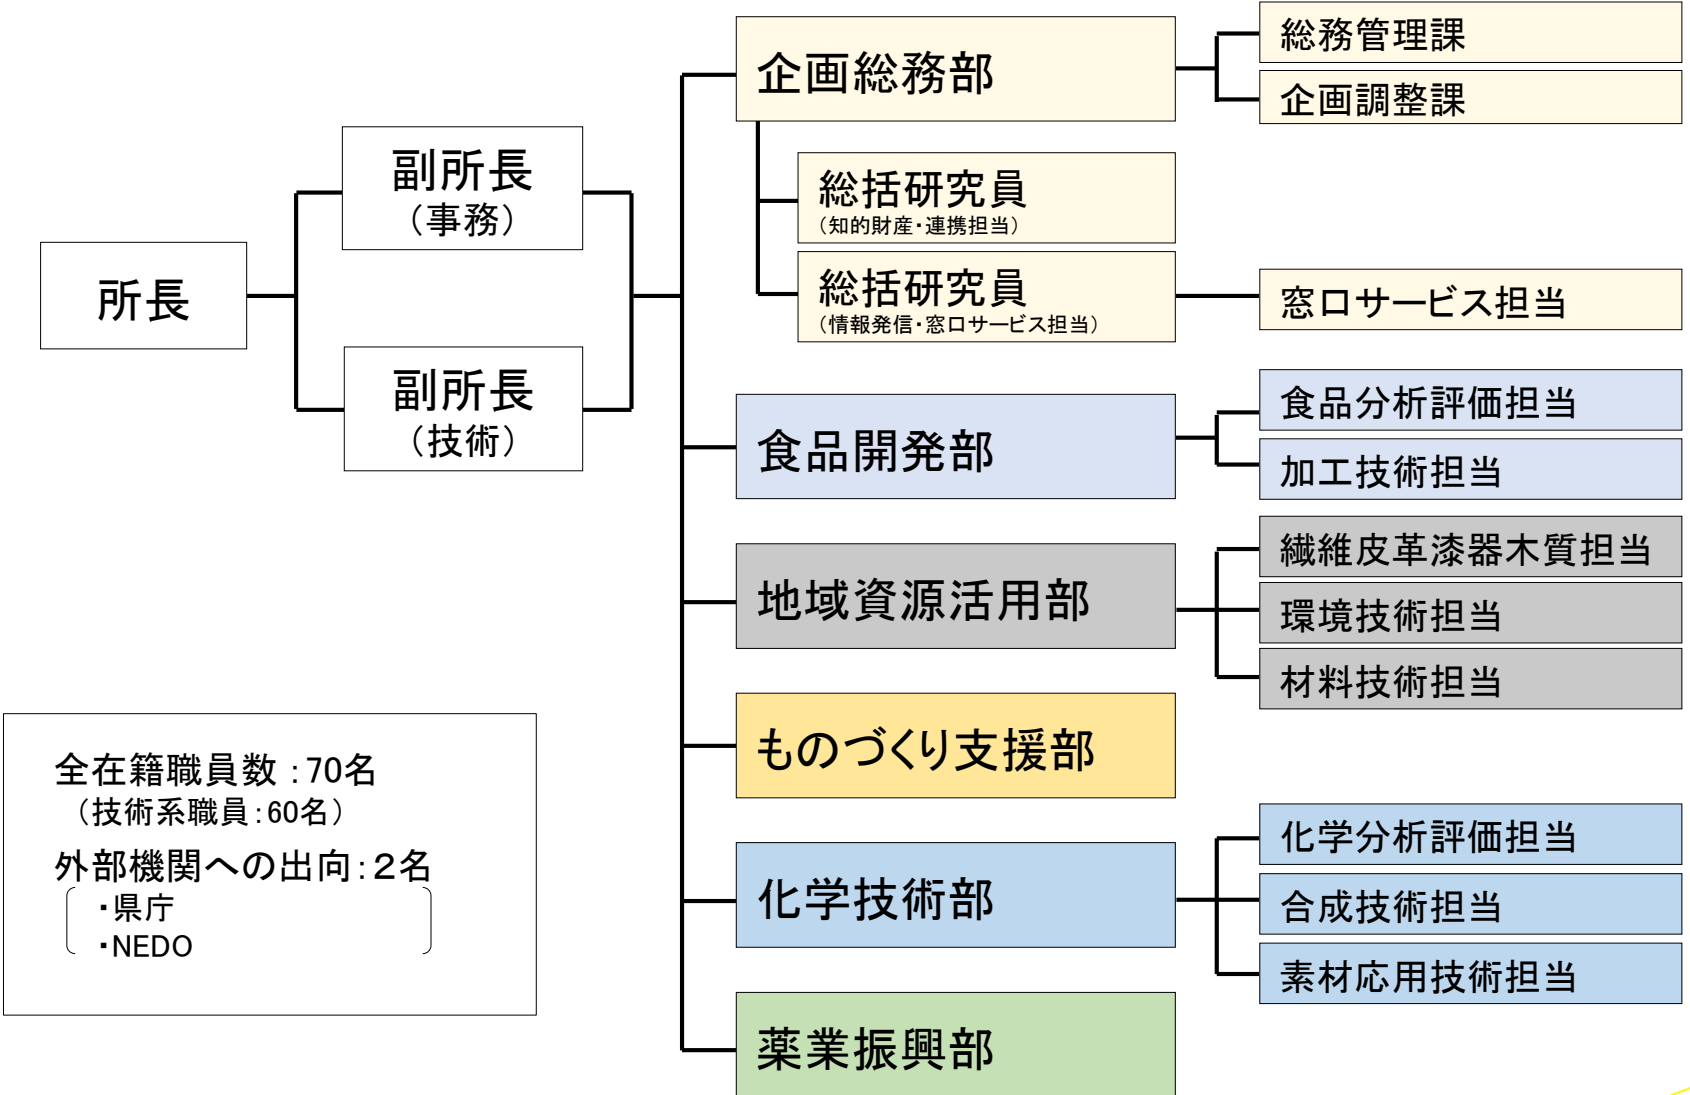 所長
副所長
（事務）
副所長
（技術）
企画総務部
総務管理課
企画調整課
総括研究員
（知的財産・連携担当）
総括研究員
（情報発信・窓口サービス担当）
窓口サービス担当
食品開発部
食品分析評価担当
加工技術担当
地域資源活用部
繊維皮革漆器木質担当
環境技術担当
材料技術担当
ものづくり支援部
化学技術部
化学分析評価担当
合成技術担当
素材応用技術担当
薬業振興部
全在籍職員数：70名
（技術系職員：60名）
外部機関への出向：２名
・県庁
・NEDO